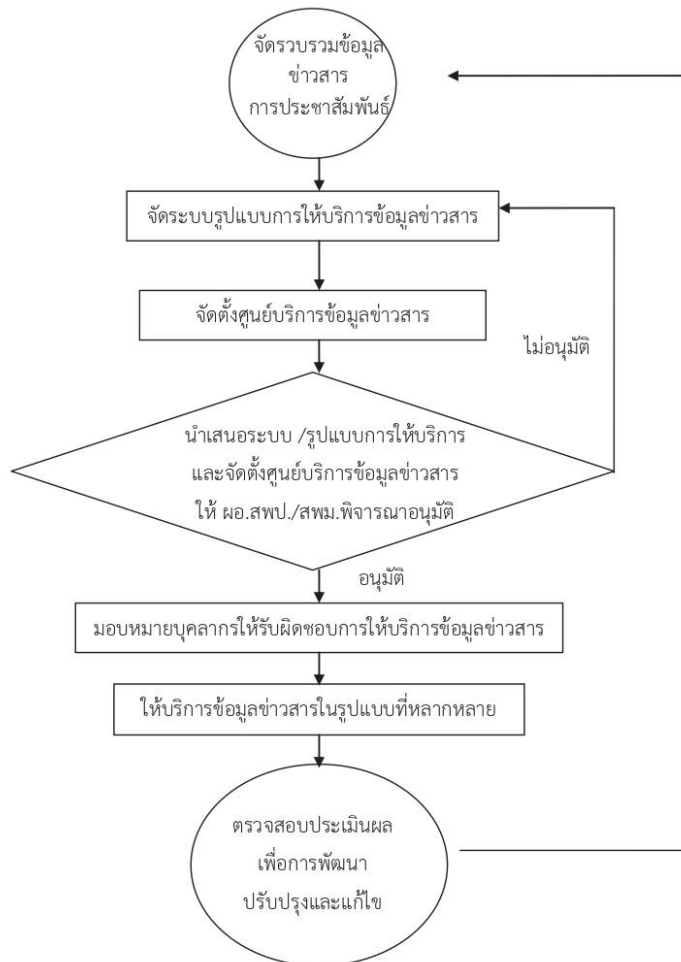 จัดรวบรวมข้อมูล
ข่าวสาร
การประชาสัมพันธ์
จัดระบบรูปแบบการให้บริการข้อมูลข่าวสาร
จัดตั้งศูนย์บริการข้อมูลข่าวสาร
ไม่อนุมัติ
นำเสนอระบบ /รูปแบบการให้บริการ
และจัดตั้งศูนย์บริการข้อมูลข่าวสาร
ให้ ผอ.สพป./สพม.พิจารณาอนุมัติ
อนุมัติ
มอบหมายบุคลากรให้รับผิดชอบการให้บริการข้อมูลข่าวสาร
ให้บริการข้อมูลข่าวสารในรูปแบบที่หลากหลาย
ตรวจสอบประเมินผล
เพื่อการพัฒนา
ปรับปรุงและแก้ไข